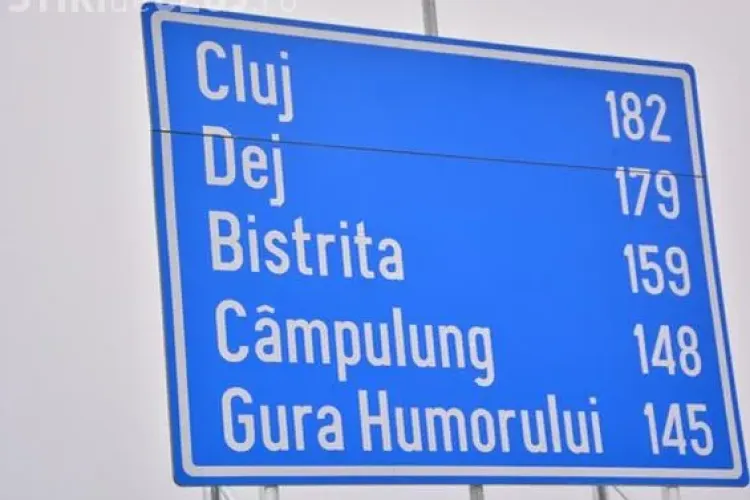 Cluj 182
Dej 179
Bistrita 159
Câmpulung 148
Gura Humorului 145